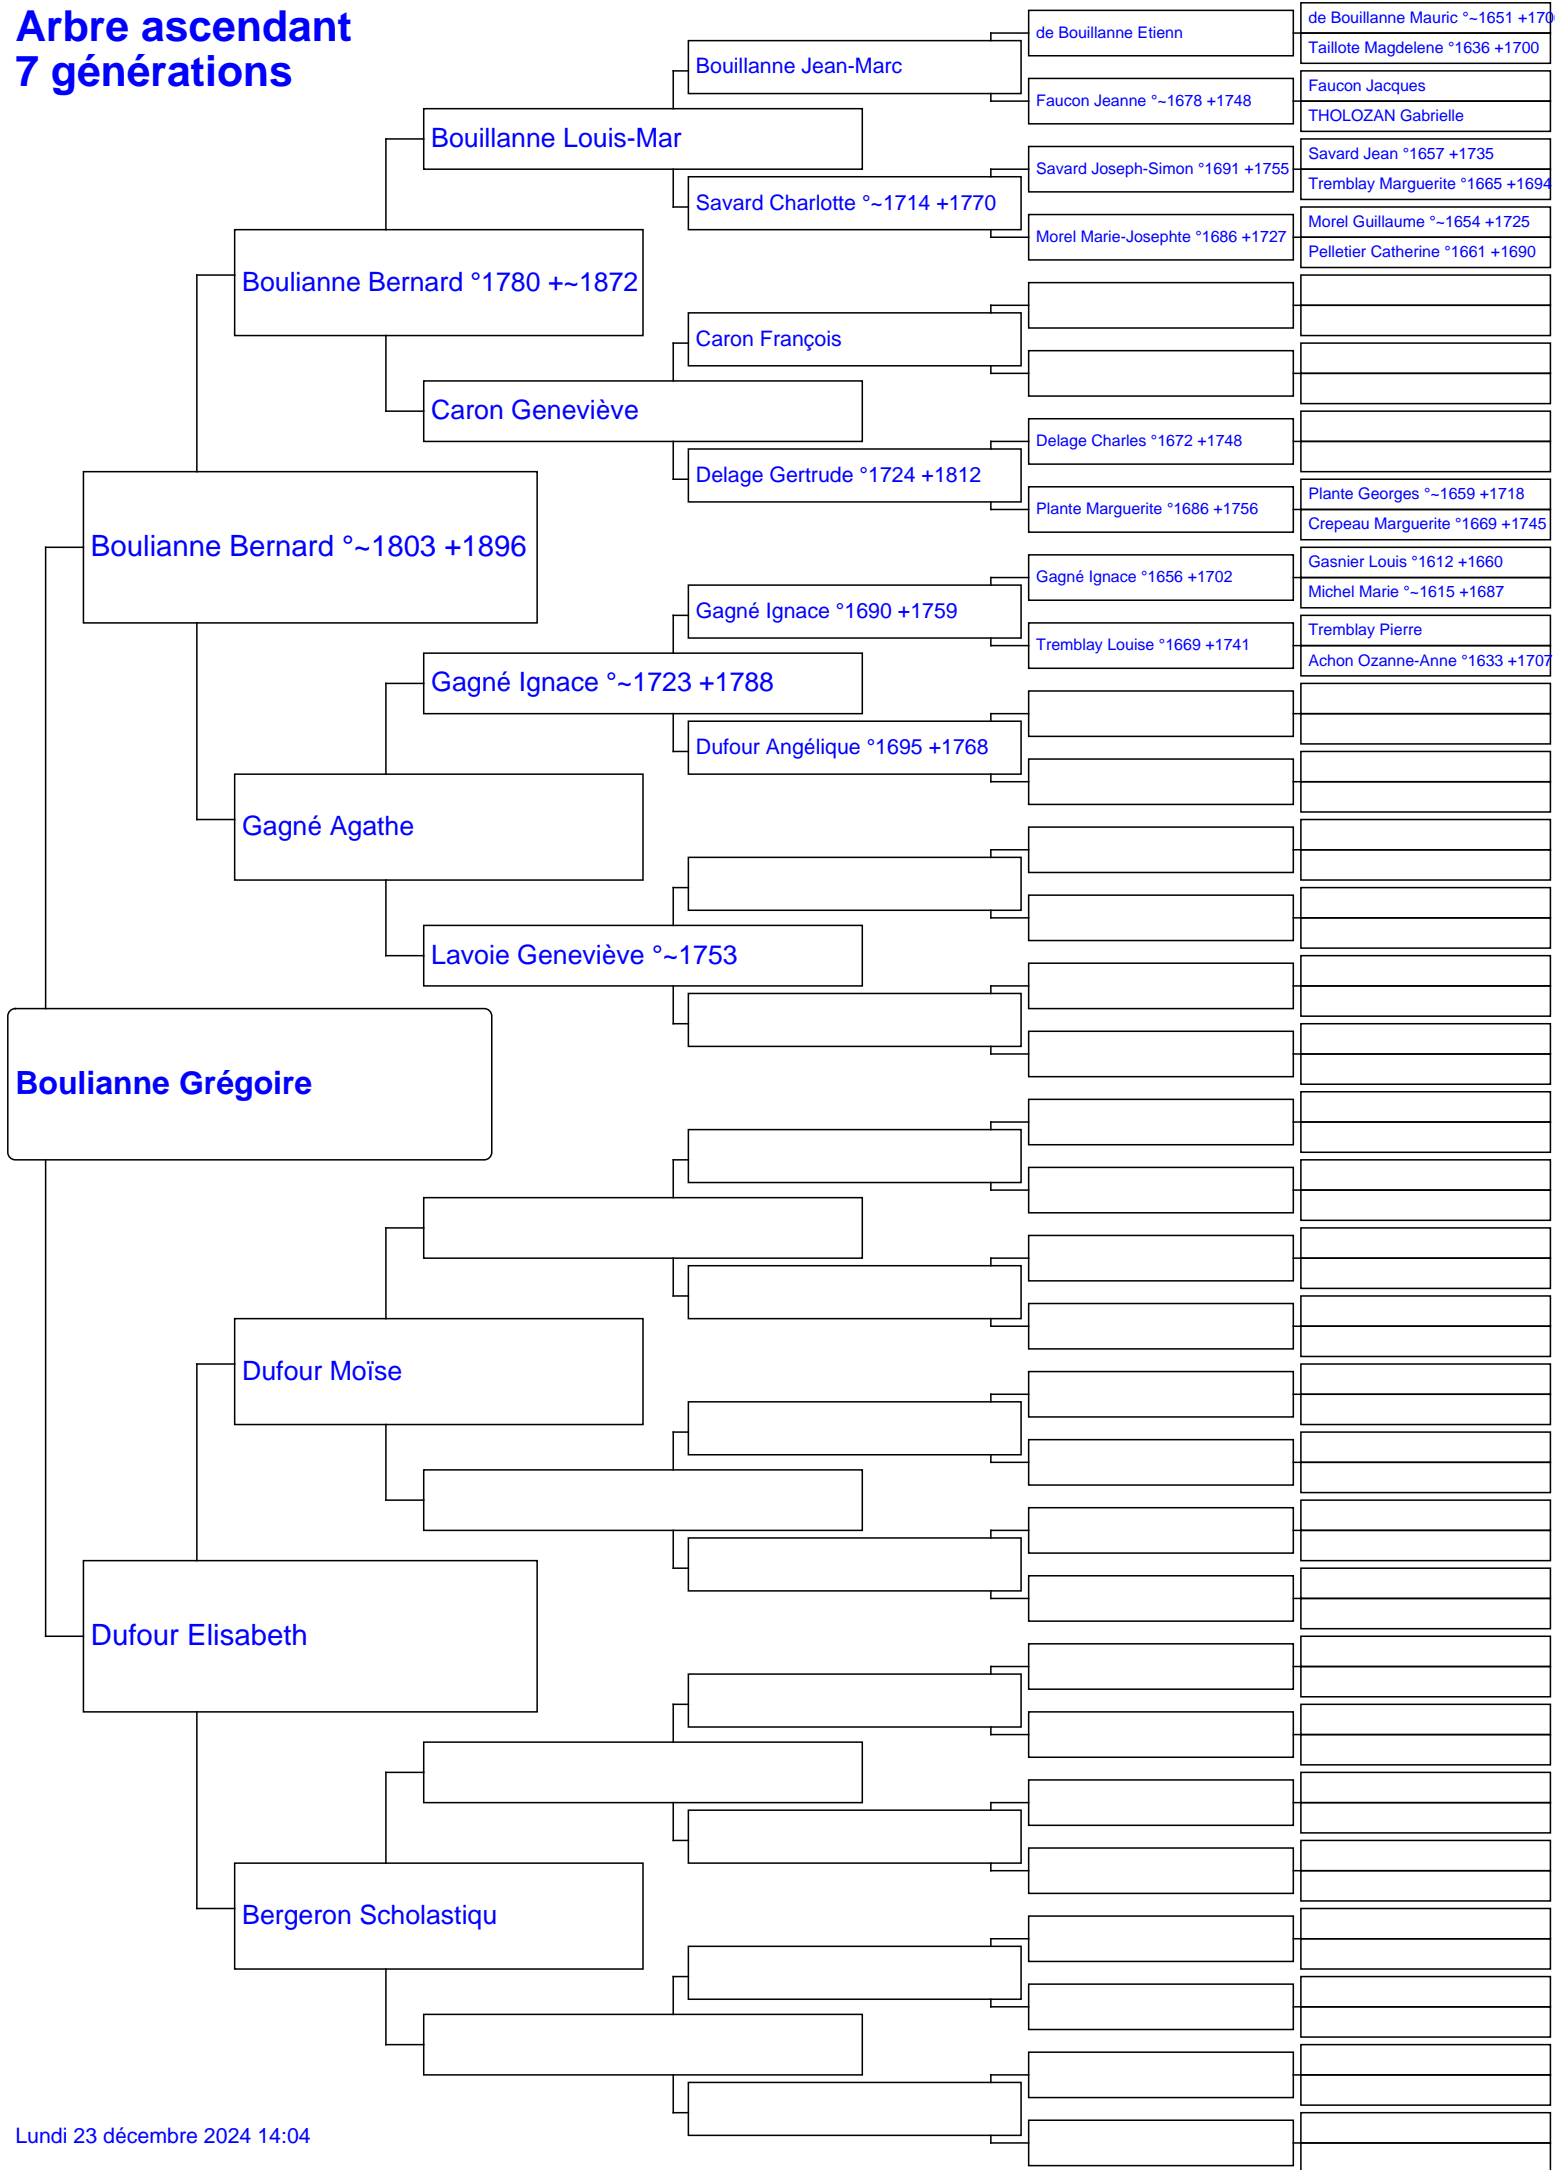 Arbre ascendant
7 générations
de Bouillanne Mauric °~1651 +170
de Bouillanne Etienn
Taillote Magdelene °1636 +1700
Bouillanne Jean-Marc
Faucon Jacques
Faucon Jeanne °~1678 +1748
THOLOZAN Gabrielle
Bouillanne Louis-Mar
Savard Jean °1657 +1735
Savard Joseph-Simon °1691 +1755
Tremblay Marguerite °1665 +1694
Savard Charlotte °~1714 +1770
Morel Guillaume °~1654 +1725
Morel Marie-Josephte °1686 +1727
Pelletier Catherine °1661 +1690
Boulianne Bernard °1780 +~1872
Caron François
Caron Geneviève
Delage Charles °1672 +1748
Delage Gertrude °1724 +1812
Plante Georges °~1659 +1718
Plante Marguerite °1686 +1756
Crepeau Marguerite °1669 +1745
Boulianne Bernard °~1803 +1896
Gasnier Louis °1612 +1660
Gagné Ignace °1656 +1702
Michel Marie °~1615 +1687
Gagné Ignace °1690 +1759
Tremblay Pierre
Tremblay Louise °1669 +1741
Achon Ozanne-Anne °1633 +1707
Gagné Ignace °~1723 +1788
Dufour Angélique °1695 +1768
Gagné Agathe
Lavoie Geneviève °~1753
Boulianne Grégoire
Dufour Moïse
Dufour Elisabeth
Bergeron Scholastiqu
Lundi 23 décembre 2024 14:04